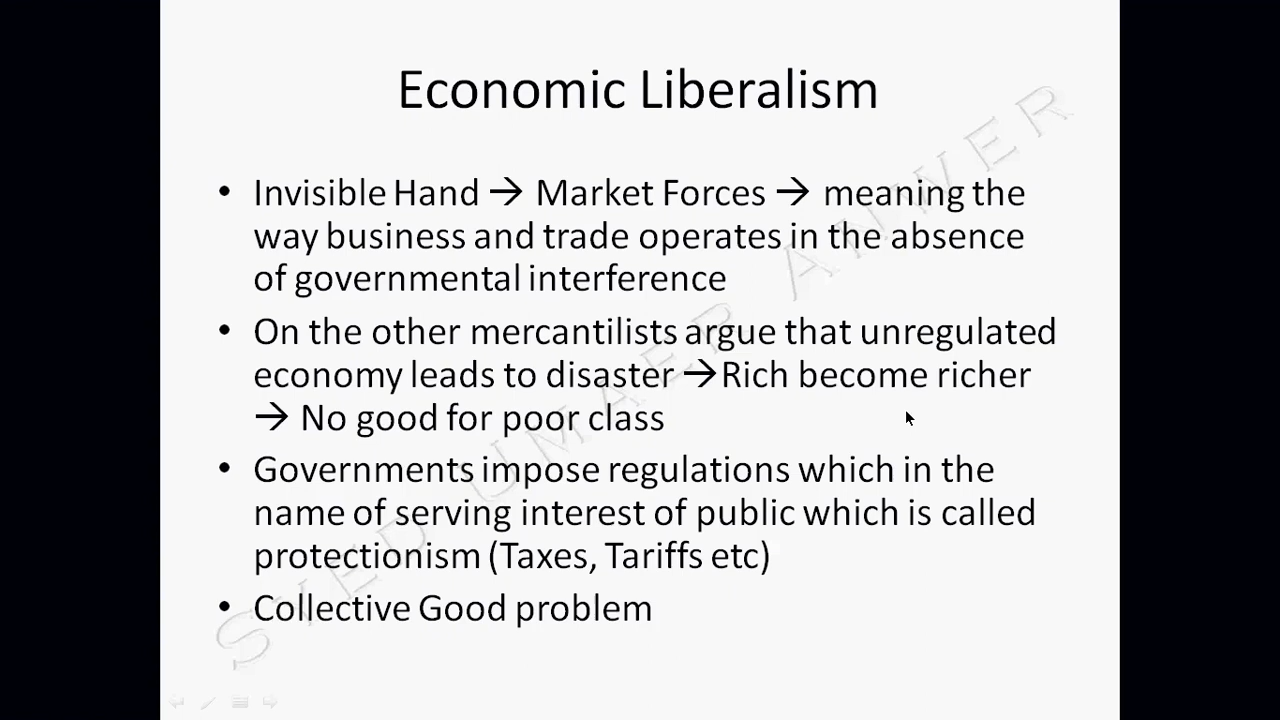 Economic Liberalism
• Invisible Hand → Market Forces → meaning the
way business and trade operates in the absence
of governmental interference
• On the other mercantilists argue that unregulated
economy leads to disaster →Rich become richer
→ No good for poor class
• Governments impose regulations which in the
name of serving interest of public which is called
protectionism (Taxes, Tariffs etc)
• Collective Good problem
SYED UMAER ANWER